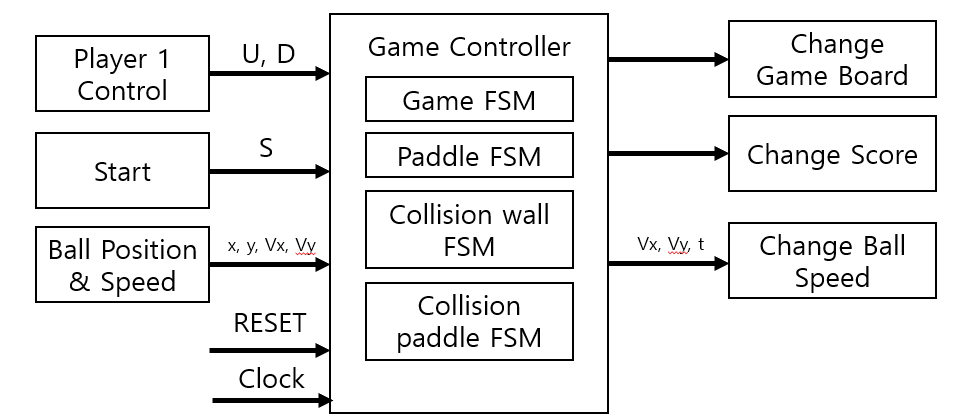 Player 1
Control
U, D
Start
S
Ball Position
& Speed
x, y, Vx, Vy
RESET
Clock
Game Controller
Game FSM
Paddle FSM
Collision wall
FSM
Collision
paddle FSM
Change
Game Board
Change Score
Vx, Vy, t
Change Ball
Speed